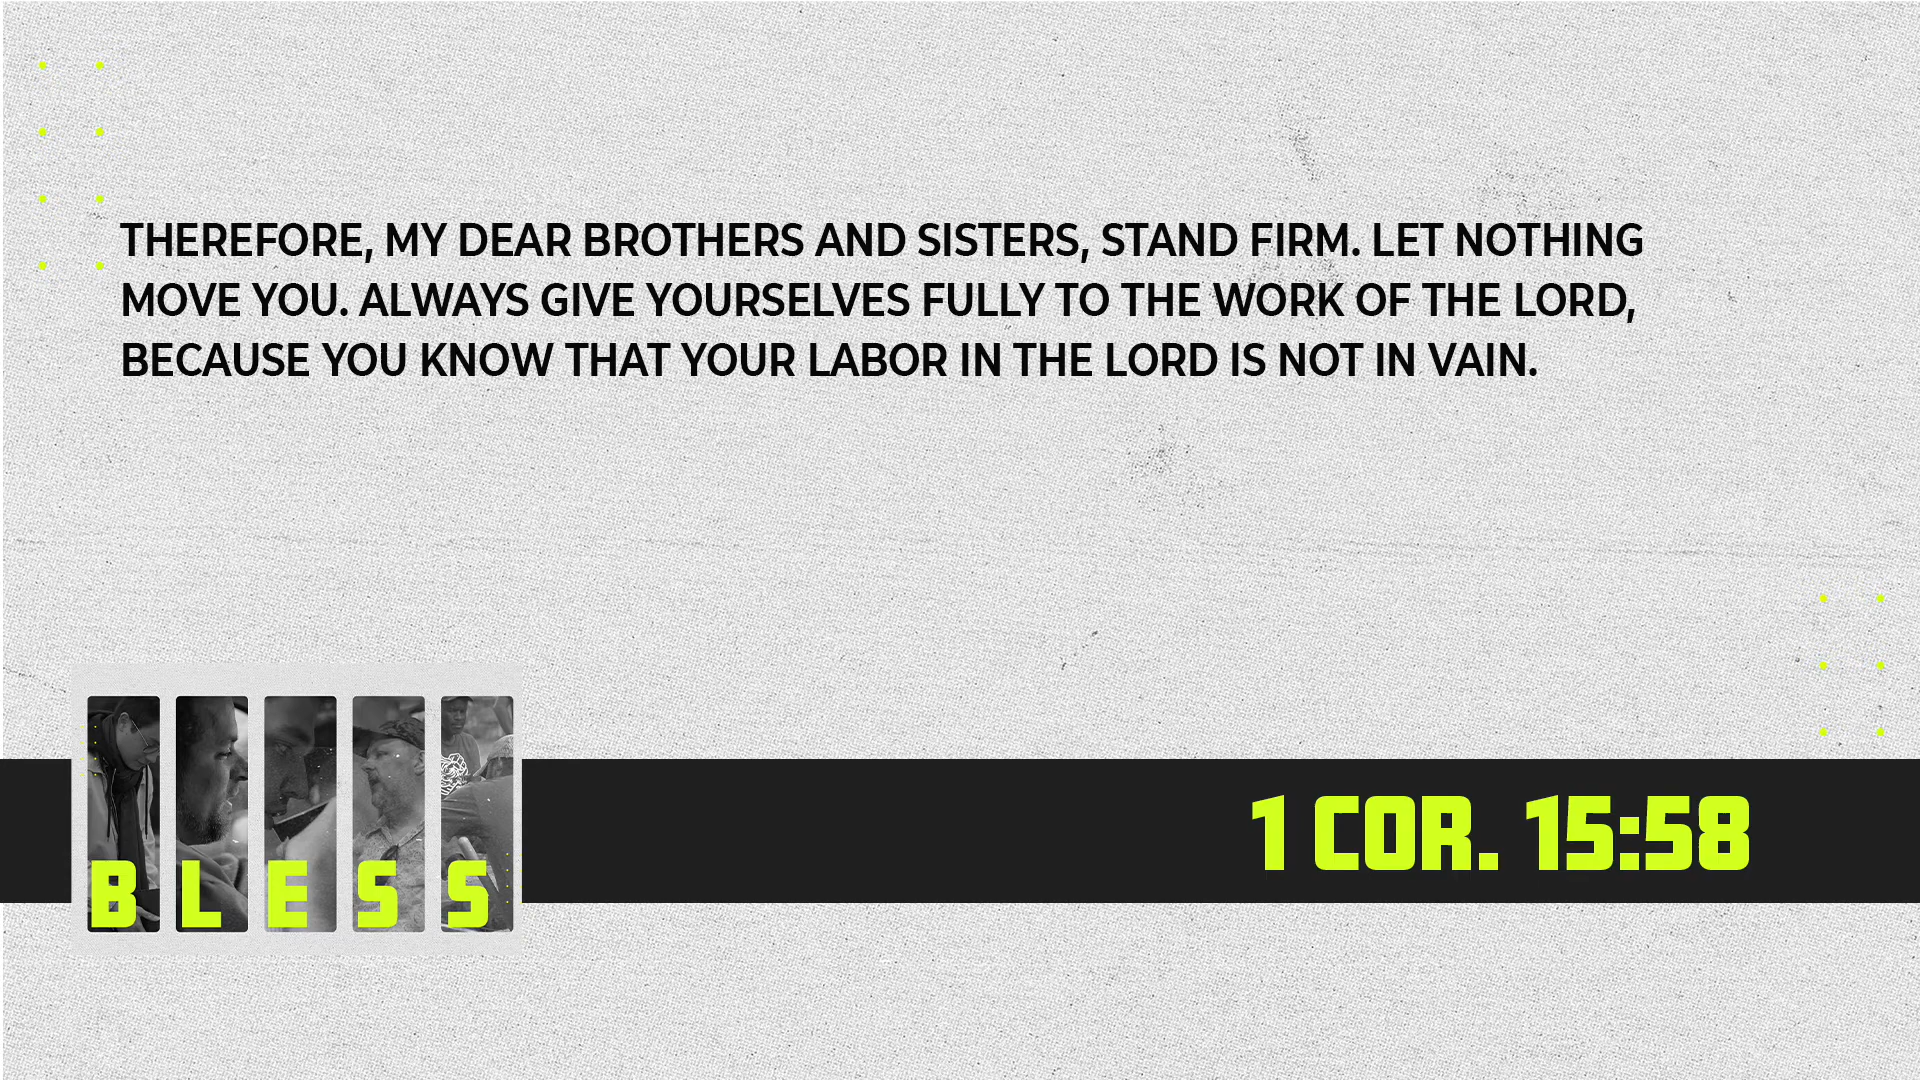 THEREFORE, MY DEAR BROTHERS AND SISTERS, STAND FIRM. LET NOTHING
MOVE YOU. ALWAYS GIVE YOURSELVES FULLY TO THE WORK OF THE LORD,
BECAUSE YOU KNOW THAT YOUR LABOR IN THE LORD IS NOT IN VAIN.
BLESS
1 COR. 15:58